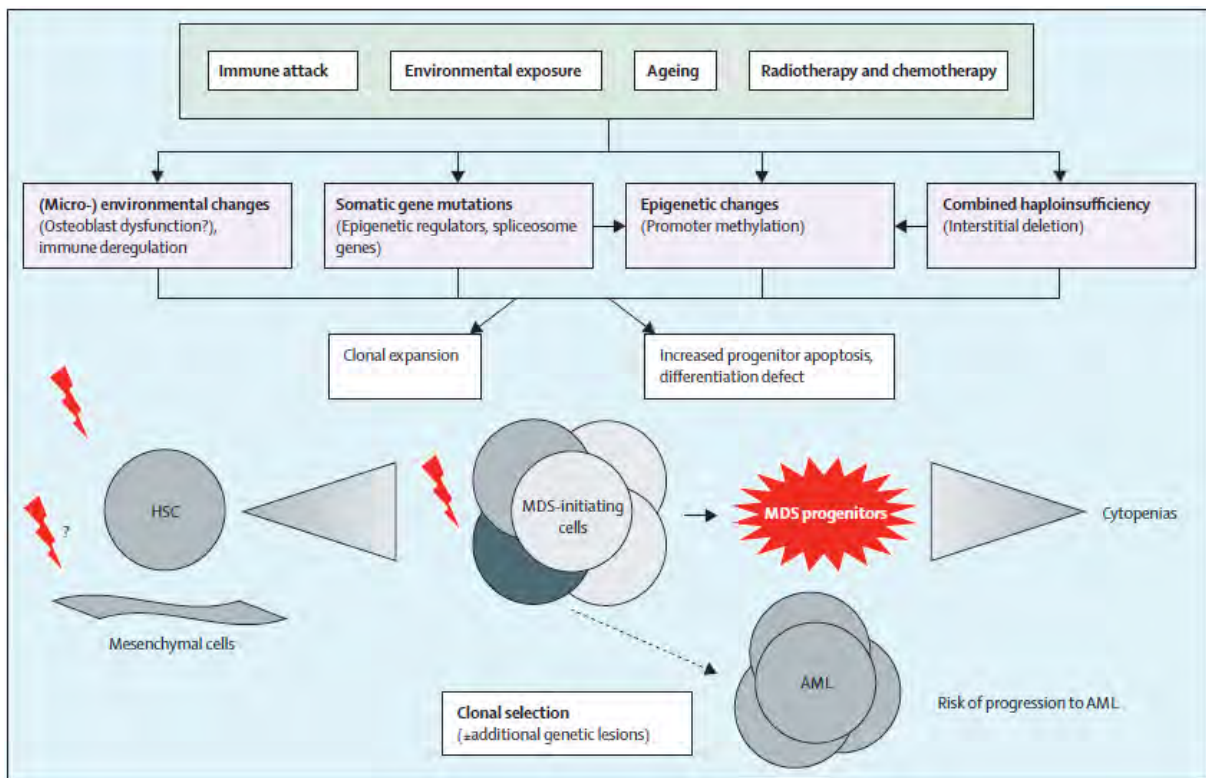 Immune attack
Environmental exposure
Ageing
Radiotherapy and chemotherapy
(Micro-) environmental changes
(Osteoblast dysfunction?),
immune deregulation
Somatic gene mutations
(Epigenetic regulators, spliceosome
genes)
Epigenetic changes
(Promoter methylation)
Combined haploinsufficiency
(Interstitial deletion)
Clonal expansion
Increased progenitor apoptosis,
differentiation defect
HSC
?
Mesenchymal cells
MDS-initiating
cells
MDS progenitors
Cytopenias
AML
Risk of progression to AML
Clonal selection
(±additional genetic lesions)